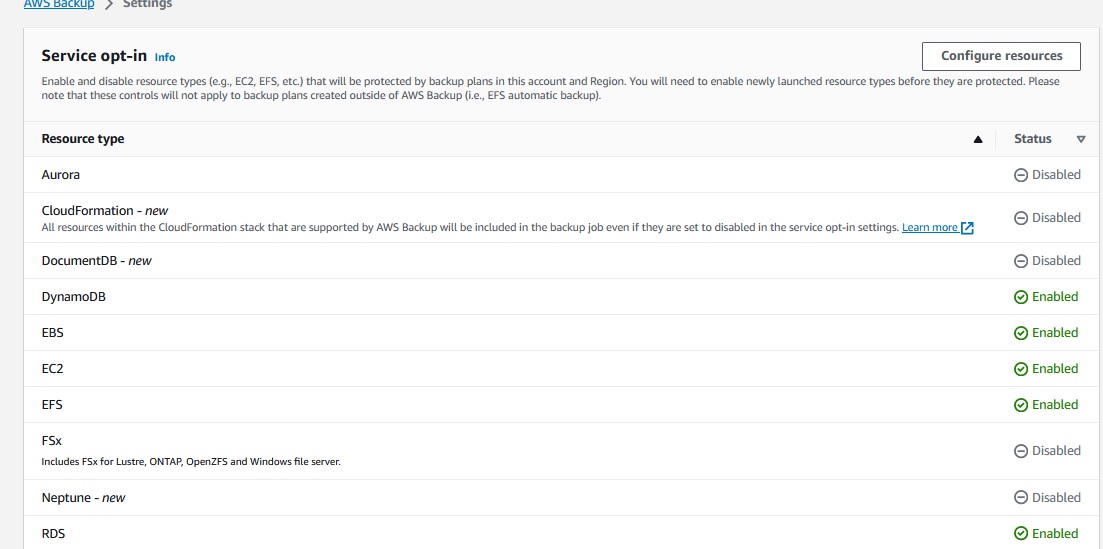 AWS Backup > Settings
Service opt-in Info
Configure resources
Enable and disable resource types (e.g., EC2, EFS, etc.) that will be protected by backup plans in this account and Region. You will need to enable newly launched resource types before they are protected. Please
note that these controls will not apply to backup plans created outside of AWS Backup (i.e., EFS automatic backup).
Resource type Status
Aurora Disabled
CloudFormation - new
All resources within the CloudFormation stack that are supported by AWS Backup will be included in the backup job even if they are set to disabled in the service opt-in settings. Learn more
Disabled
DocumentDB - new Disabled
DynamoDB Enabled
EBS Enabled
EC2 Enabled
EFS Enabled
FSx
Includes FSx for Lustre, ONTAP, OpenZFS and Windows file server.
Disabled
Neptune - new Disabled
RDS Enabled